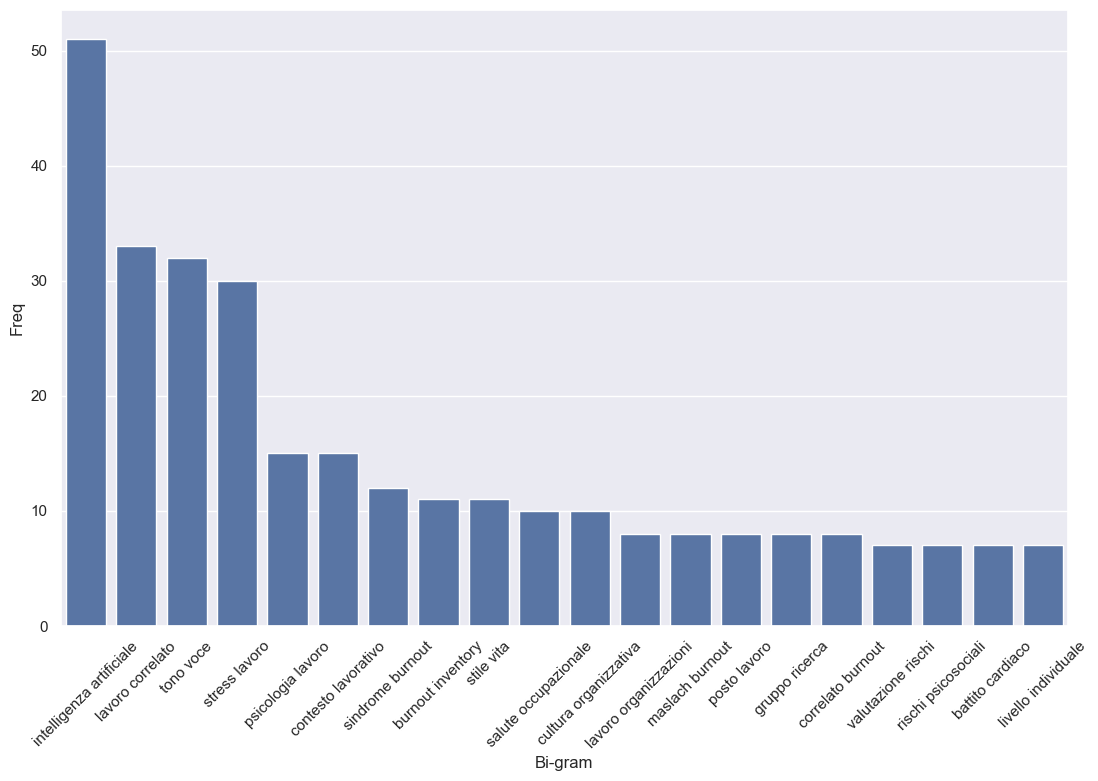 50
40
30
20
10
0
Freq
intelligenza artificiale
lavoro correlato
tono voce
stress lavoro
psicologia lavoro
contesto lavorativo
sindrome burnout
burnout inventory
stile vita
salute occupazionale
cultura organizzativa
lavoro organizzazioni
maslach burnout
posto lavoro
gruppo ricerca
correlato burnout
valutazione rischi
rischi psicosociali
battito cardiaco
livello individuale
Bi-gram